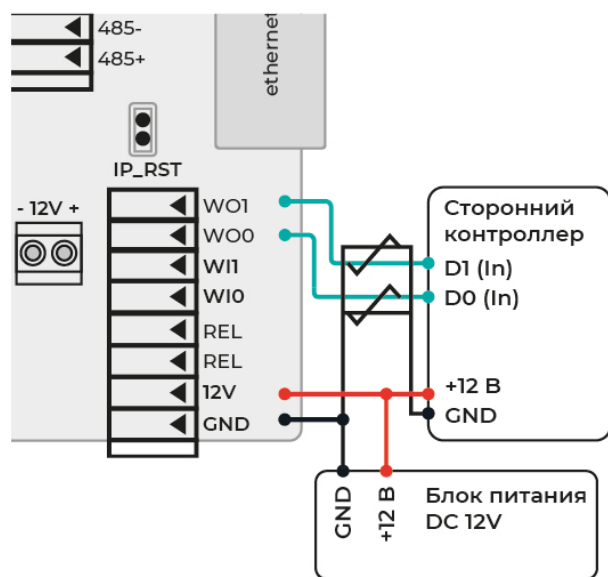 485-
485+
ethernet
IP_RST
- 12V +
WO1
WO0
WI1
WI0
REL
REL
12V
GND
Сторонний
контроллер
D1 (In)
D0 (In)
+12 В
GND
GND
+12 В
Блок питания
DC 12V